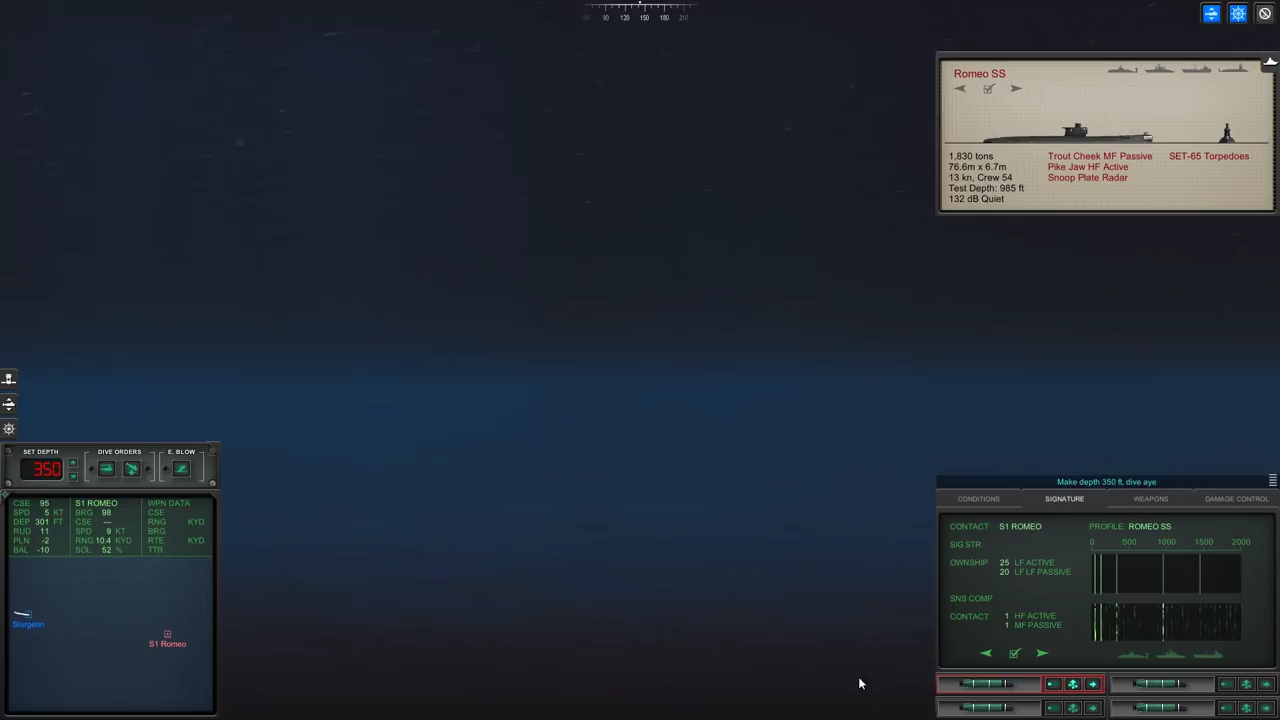 90 120 150 180 210
Romeo SS
1,830 tons
76.6m x 6.7m
13 kn, Crew 54
Test Depth: 985 ft
132 dB Quiet
Trout Cheek MF Passive
Pike Jaw HF Active
Snoop Plate Radar
SET-65 Torpedoes
SET DEPTH DIVE ORDERS E. BLOW
350
CSE 95
SPD 5 KT
DEP 301 FT
RUD 11
PLN -2
BAL -10
S1 ROMEO
BRG 98
CSE ---
SPD 9 KT
RNG 10.4 KYD
SOL 52 %
WPN DATA
CSE
RNG KYD
BRG
RTE KYD
TTR
Sturgeon
S1 Romeo
Make depth 350 ft, dive aye
CONDITIONS SIGNATURE WEAPONS DAMAGE CONTROL
CONTACT S1 ROMEO PROFILE: ROMEO SS
SIG STR 0 500 1000 1500 2000
OWNSHIP 25 LF ACTIVE
20 LF LF PASSIVE
SNS COMP
CONTACT 1 HF ACTIVE
1 MF PASSIVE